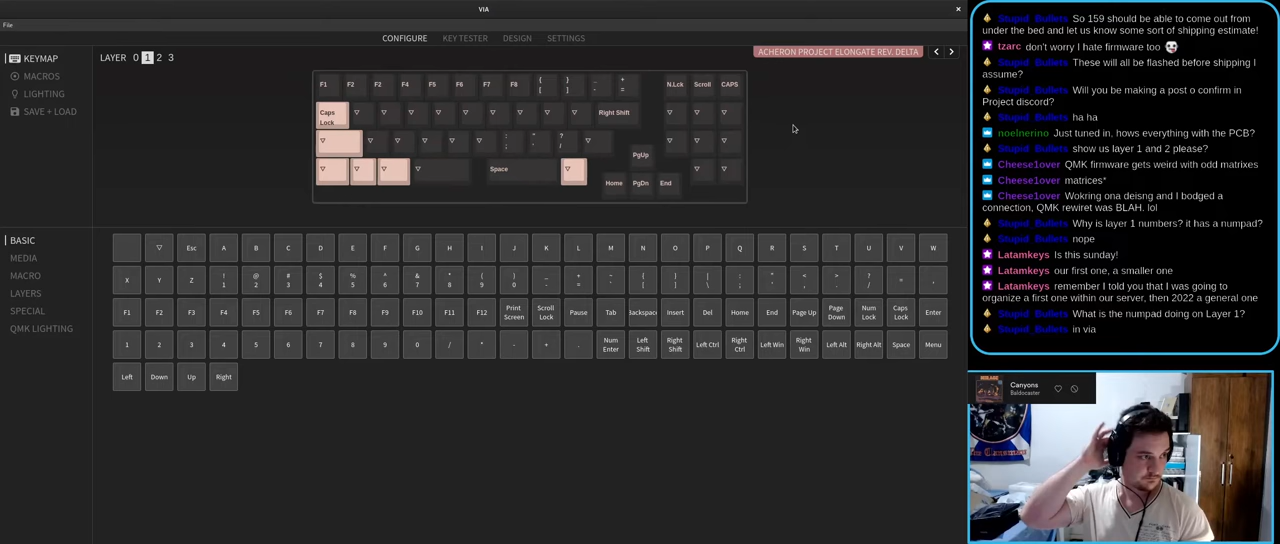 VIA
File
CONFIGURE KEY TESTER DESIGN SETTINGS
KEYMAP
MACROS
LIGHTING
SAVE + LOAD
LAYER 0 1 2 3
ACHERON PROJECT ELONGATE REV. DELTA
F1 F2 F2 F4 F5 F6 F7 F8 { [ } ] _ - + = N.Lck Scroll CAPS
Caps Lock ▽ ▽ ▽ ▽ ▽ ▽ ▽ ▽ ▽ Right Shift ▽ ▽ ▽
▽ ▽ ▽ ▽ ▽ ▽ : ; " ' ? / ▽ ▽ ▽ ▽
PgUp
▽ ▽ ▽ ▽ Space ▽ ▽ ▽
Home PgDn End
BASIC
MEDIA
MACRO
LAYERS
SPECIAL
QMK LIGHTING
▽ Esc A B C D E F G H I J K L M N O P Q R S T U V W
X Y Z ! 1 @ 2 # 3 $ 4 % 5 ^ 6 & 7 * 8 ( 9 ) 0 _ - + = ~ ` { [ } ] | \ : ; " ' < , > . ? / = ,
F1 F2 F3 F4 F5 F6 F7 F8 F9 F10 F11 F12 Print Screen Scroll Lock Pause Tab Backspace Insert Del Home End Page Up Page Down Num Lock Caps Lock Enter
1 2 3 4 5 6 7 8 9 0 / * - + . Num Enter Left Shift Right Shift Left Ctrl Right Ctrl Left Win Right Win Left Alt Right Alt Space Menu
Left Down Up Right
Stupid_Bullets So 159 should be able to come out from
under the bed and let us know some sort of shipping estimate!
tzarc don't worry I hate firmware too
Stupid_Bullets These will all be flashed before shipping I
assume?
Stupid_Bullets Will you be making a post o confirm in
Project discord?
Stupid_Bullets ha ha
noelnerino Just tuned in, hows everything with the PCB?
Stupid_Bullets show us layer 1 and 2 please?
Cheese1over QMK firmware gets weird with odd matrixes
Cheese1over matrices*
Cheese1over Wokring ona deisng and I bodged a
connection, QMK rewiret was BLAH. lol
Stupid_Bullets Why is layer 1 numbers? it has a numpad?
Stupid_Bullets nope
Latamkeys Is this sunday!
Latamkeys our first one, a smaller one
Latamkeys remember I told you that I was going to
organize a first one within our server, then 2022 a general one
Stupid_Bullets What is the numpad doing on Layer 1?
Stupid_Bullets in via
Canyons
Baldocaster